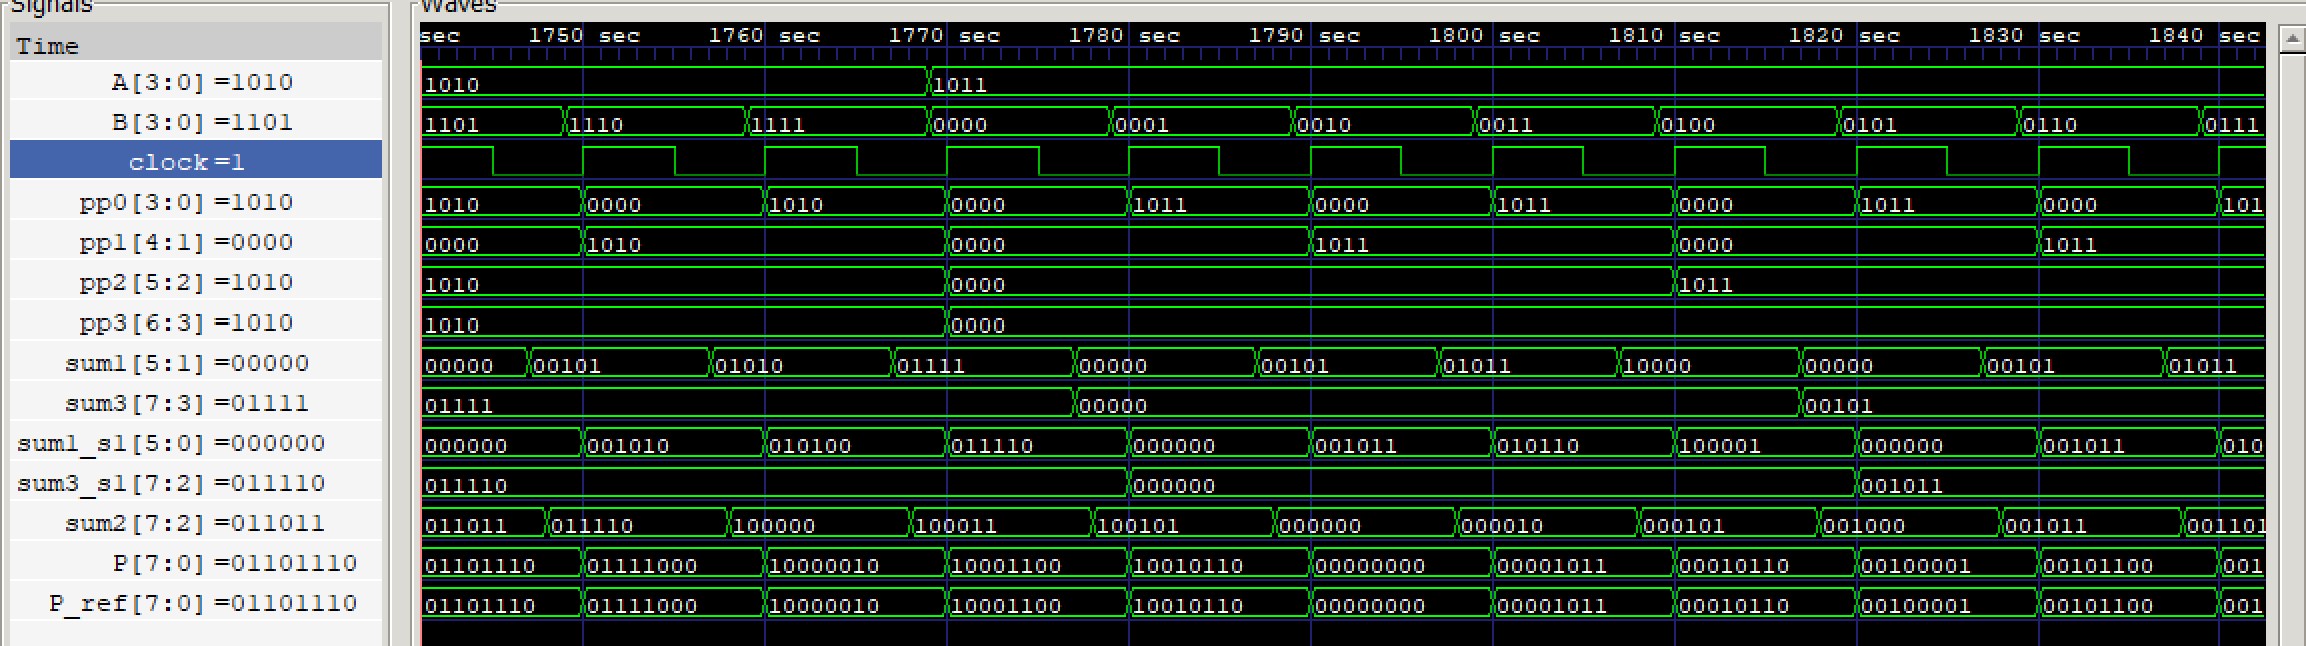 Signals Waves
Time sec 1750 sec 1760 sec 1770 sec 1780 sec 1790 sec 1800 sec 1810 sec 1820 sec 1830 sec 1840 sec
A[3:0] =1010 1010 1011
B[3:0] =1101 1101 1110 1111 0000 0001 0010 0011 0100 0101 0110 0111
clock =1
pp0[3:0] =1010 1010 0000 1010 0000 1011 0000 1011 0000 1011 0000 101
pp1[4:1] =0000 0000 1010 0000 1011 0000 1011
pp2[5:2] =1010 1010 0000 1011
pp3[6:3] =1010 1010 0000
sum1[5:1] =00000 00000 00101 01010 01111 00000 00101 01011 10000 00000 00101 01011
sum3[7:3] =01111 01111 00000 00101
sum1_s1[5:0] =000000 000000 001010 010100 011110 000000 001011 010110 100001 000000 001011 010
sum3_s1[7:2] =011110 011110 000000 001011
sum2[7:2] =011011 011011 011110 100000 100011 100101 000000 000010 000101 001000 001011 001101
P[7:0] =01101110 01101110 01111000 10000010 10001100 10010110 00000000 00001011 00010110 00100001 00101100 001
P_ref[7:0] =01101110 01101110 01111000 10000010 10001100 10010110 00000000 00001011 00010110 00100001 00101100 001